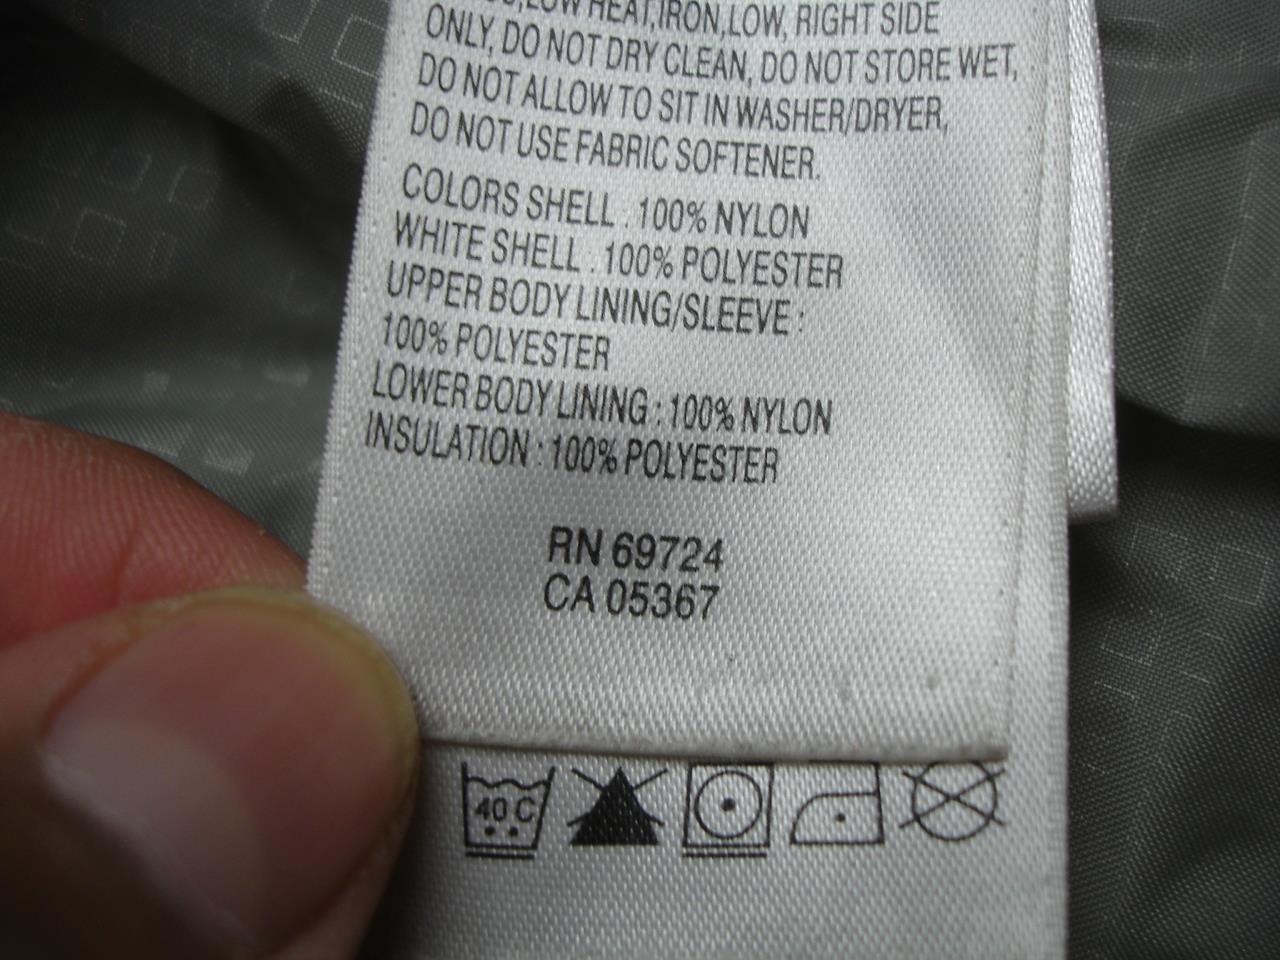 LOW HEAT,IRON,LOW, RIGHT SIDE
ONLY, DO NOT DRY CLEAN, DO NOT STORE WET,
DO NOT ALLOW TO SIT IN WASHER/DRYER,
DO NOT USE FABRIC SOFTENER.
COLORS SHELL . 100% NYLON
WHITE SHELL . 100% POLYESTER
UPPER BODY LINING/SLEEVE :
100% POLYESTER
LOWER BODY LINING : 100% NYLON
INSULATION : 100% POLYESTER
RN 69724
CA 05367
40 C